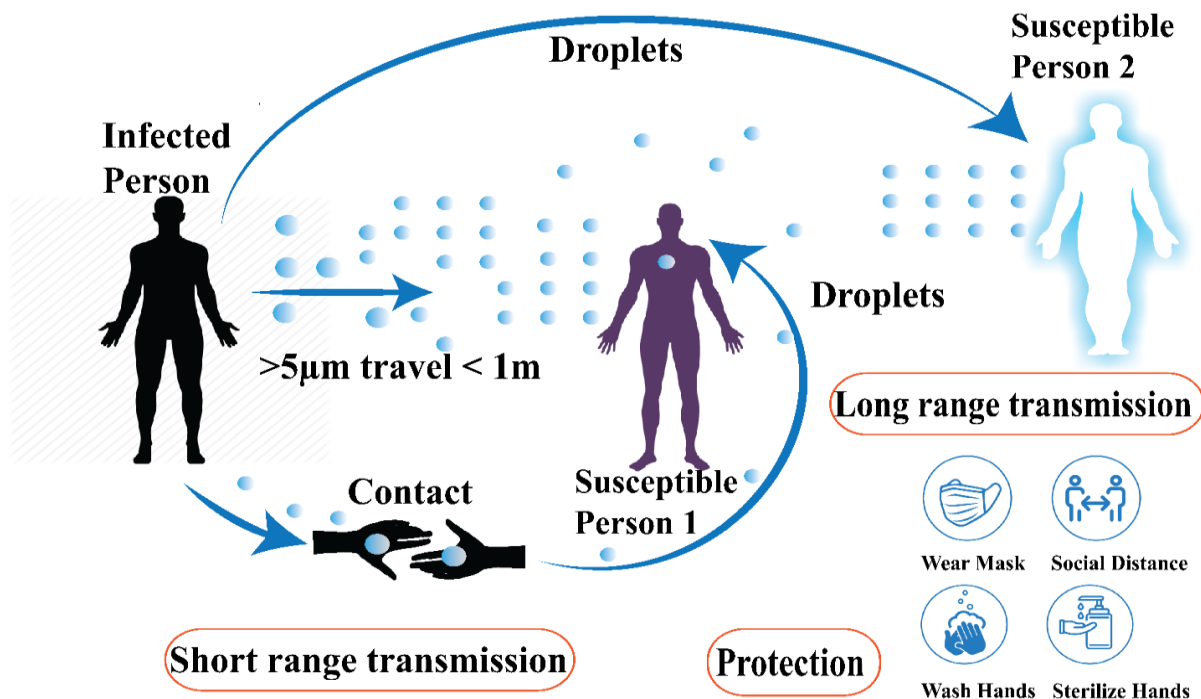 Droplets
Susceptible
Person 2
Infected
Person
Droplets
>5μm travel < 1m
Long range transmission
Contact
Susceptible
Person 1
Wear Mask
Social Distance
Short range transmission
Protection
Wash Hands
Sterilize Hands